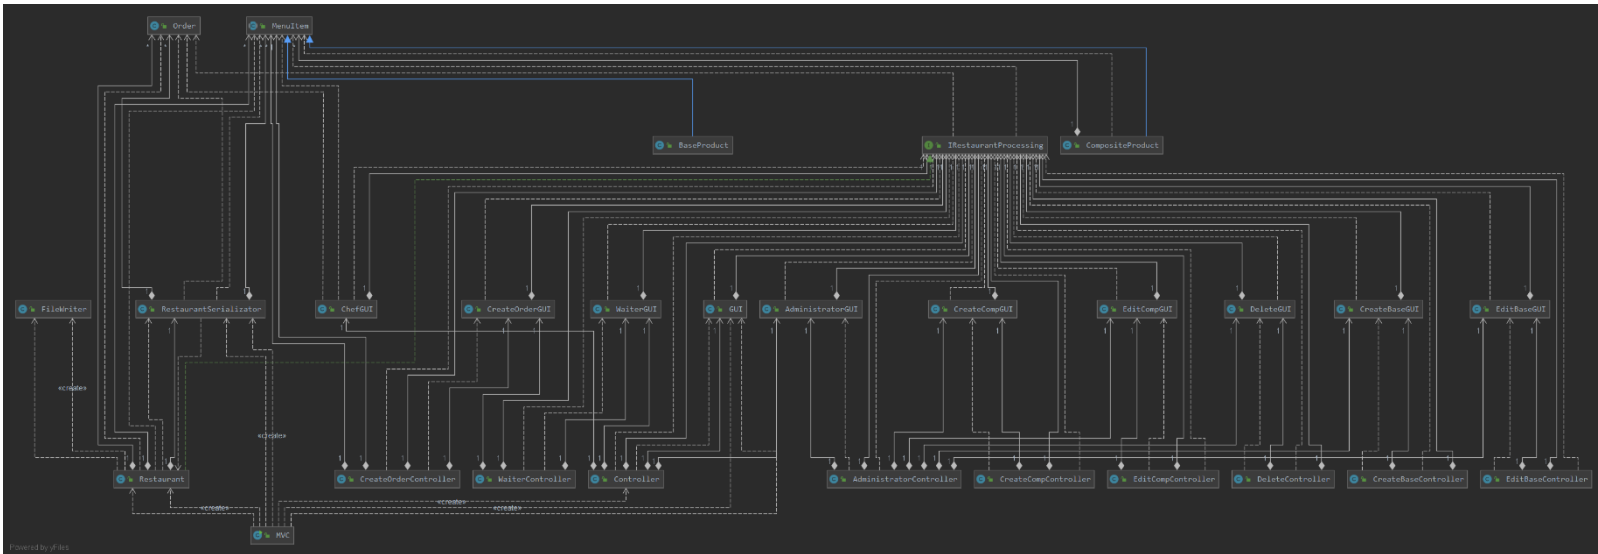 Order
MenuItem
BaseProduct
IRestaurantProcessing
CompositeProduct
FileWriter
RestaurantSerializator
ChefGUI
CreateOrderGUI
WaiterGUI
GUI
AdministratorGUI
CreateCompGUI
EditCompGUI
DeleteGUI
CreateBaseGUI
EditBaseGUI
«create»
«create»
Restaurant
CreateOrderController
WaiterController
Controller
AdministratorController
CreateCompController
EditCompController
DeleteController
CreateBaseController
EditBaseController
«create»
«create»
«create»
MVC
Powered by yFiles